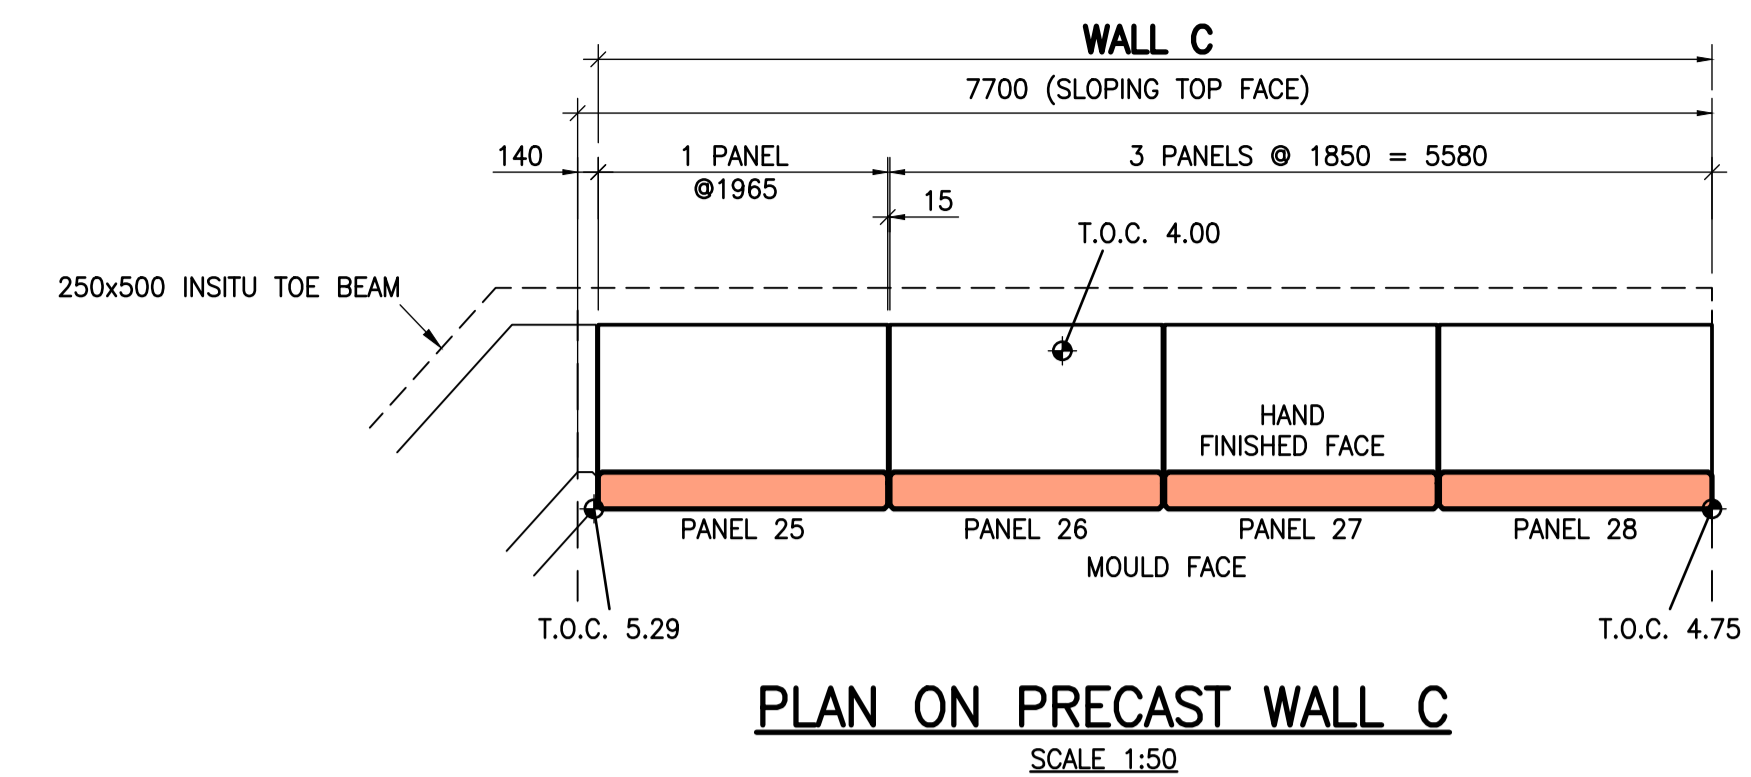 WALL C
7700 (SLOPING TOP FACE)
140
1 PANEL
@1965
3 PANELS @ 1850 = 5580
15
T.O.C. 4.00
250x500 INSITU TOE BEAM
HAND
FINISHED FACE
PANEL 25
PANEL 26
PANEL 27
PANEL 28
MOULD FACE
T.O.C. 5.29
T.O.C. 4.75
PLAN ON PRECAST WALL C
SCALE 1:50